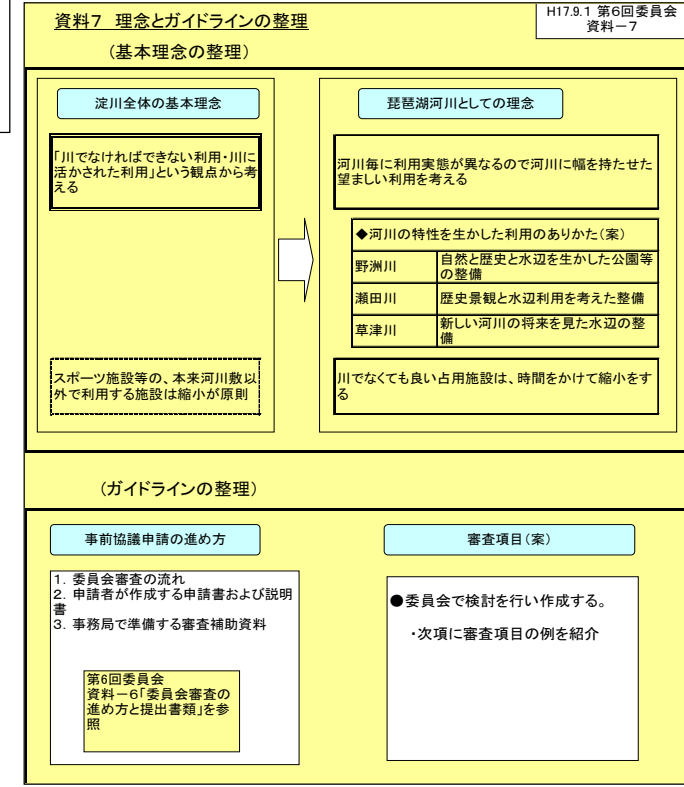 資料7　理念とガイドラインの整理
H17.9.1 第6回委員会
資料－7
(基本理念の整理)
淀川全体の基本理念
「川でなければできない利用・川に
活かされた利用」という観点から考
える
スポーツ施設等の、本来河川敷以
外で利用する施設は縮小が原則
琵琶湖河川としての理念
河川毎に利用実態が異なるので河川に幅を持たせた
望ましい利用を考える
◆河川の特性を生かした利用のありかた(案)
野洲川 自然と歴史と水辺を生かした公園等
の整備
瀬田川 歴史景観と水辺利用を考えた整備
草津川 新しい河川の将来を見た水辺の整
備
川でなくても良い占用施設は、時間をかけて縮小をす
る
(ガイドラインの整理)
事前協議申請の進め方
1. 委員会審査の流れ
2. 申請者が作成する申請書および説明
書
3. 事務局で準備する審査補助資料
第6回委員会
資料－6「委員会審査の
進め方と提出書類」を参
照
審査項目(案)
●委員会で検討を行い作成する。
・次項に審査項目の例を紹介